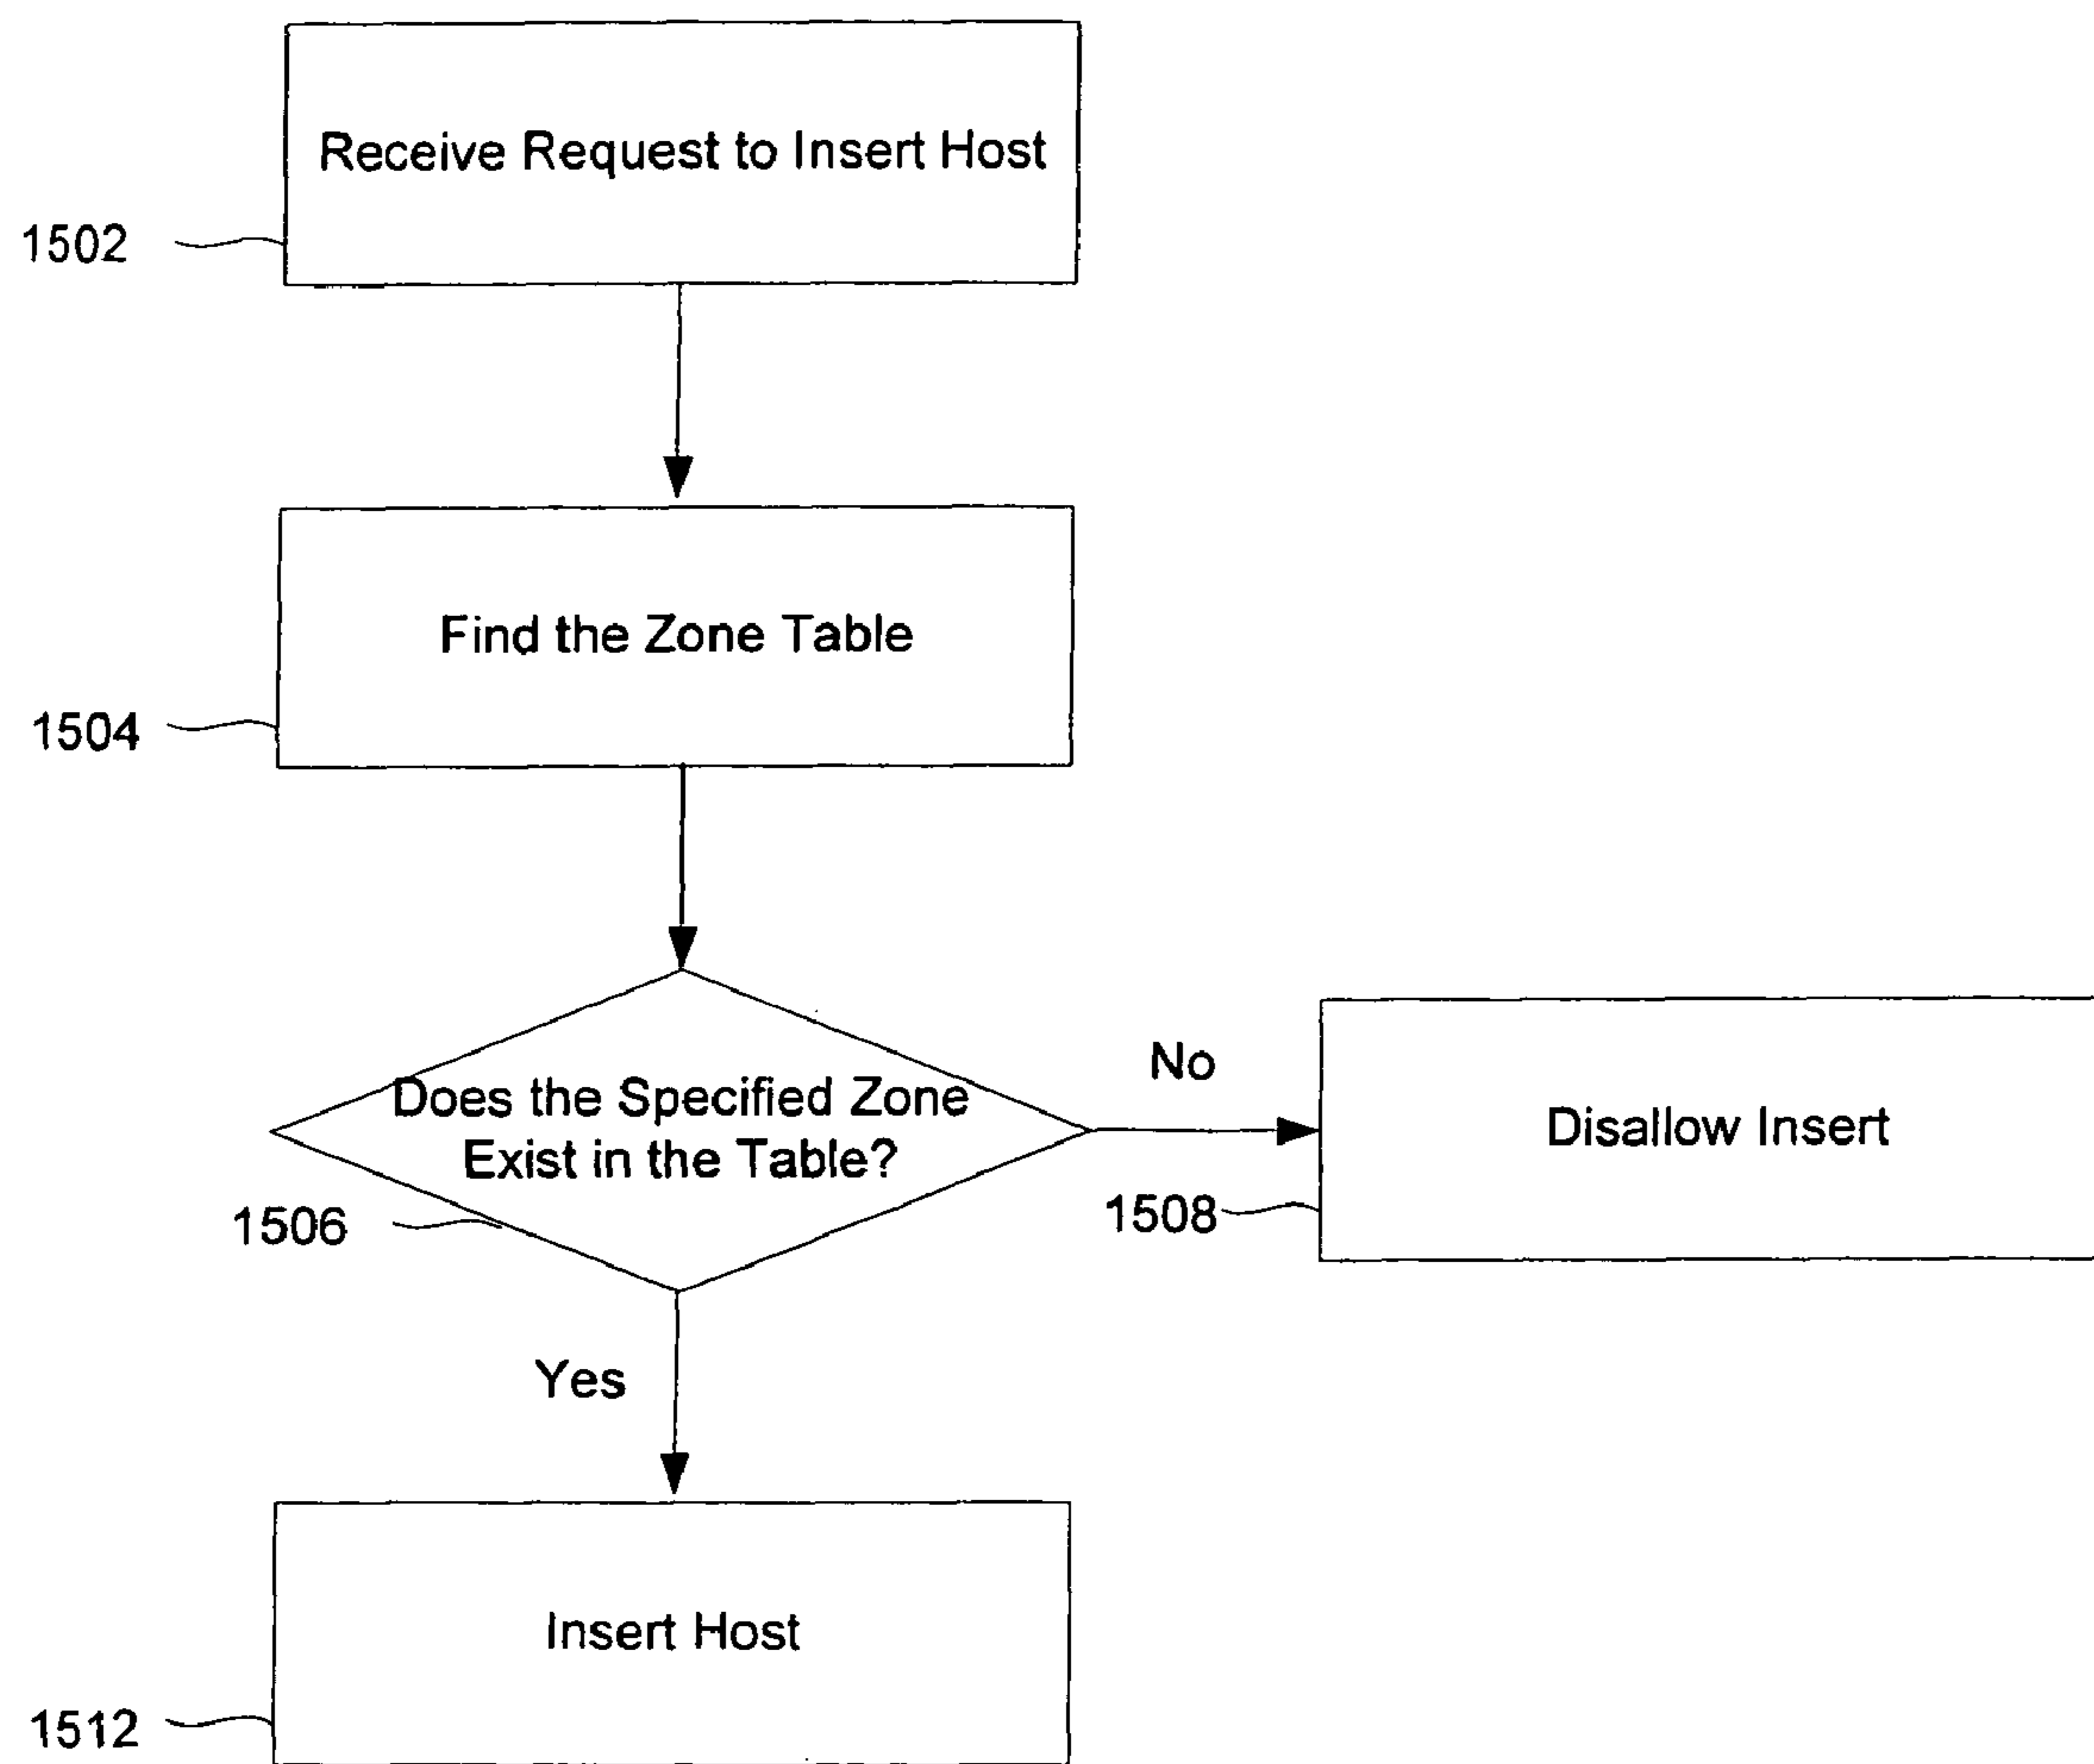 Receive Request to Insert Host
1502
Find the Zone Table
1504
Does the Specified Zone
Exist in the Table?
1506
No
Disallow Insert
1508
Yes
Insert Host
1512